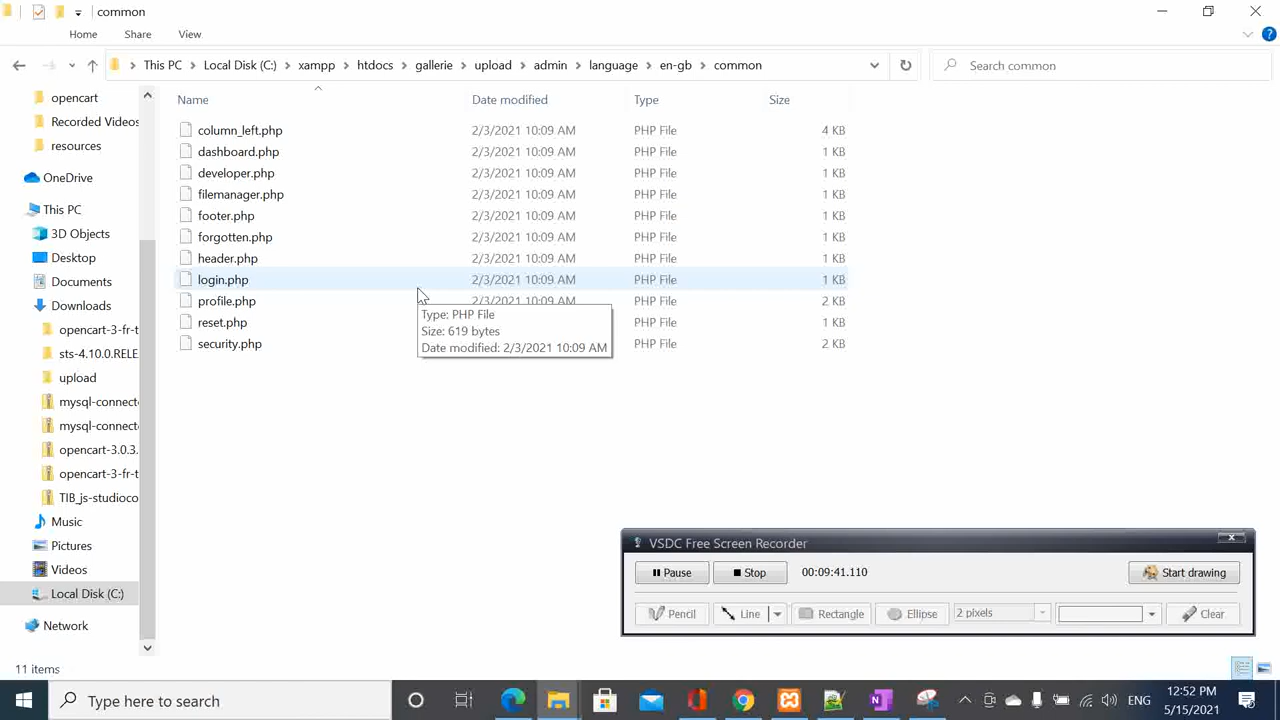 common
Home Share View
This PC Local Disk (C:) xampp htdocs gallerie upload admin language en-gb common
Search common
Name Date modified Type Size
column_left.php 2/3/2021 10:09 AM PHP File 4 KB
dashboard.php 2/3/2021 10:09 AM PHP File 1 KB
developer.php 2/3/2021 10:09 AM PHP File 1 KB
filemanager.php 2/3/2021 10:09 AM PHP File 1 KB
footer.php 2/3/2021 10:09 AM PHP File 1 KB
forgotten.php 2/3/2021 10:09 AM PHP File 1 KB
header.php 2/3/2021 10:09 AM PHP File 1 KB
login.php 2/3/2021 10:09 AM PHP File 1 KB
profile.php 2/3/2021 10:09 AM PHP File 2 KB
reset.php PHP File 1 KB
security.php PHP File 2 KB
Type: PHP File
Size: 619 bytes
Date modified: 2/3/2021 10:09 AM
opencart
Recorded Videos
resources
OneDrive
This PC
3D Objects
Desktop
Documents
Downloads
opencart-3-fr-t
sts-4.10.0.RELE
upload
mysql-connect
mysql-connect
opencart-3.0.3.
opencart-3-fr-t
TIB_js-studioco
Music
Pictures
Videos
Local Disk (C:)
Network
11 items
VSDC Free Screen Recorder
Pause Stop 00:09:41.110 Start drawing
Pencil Line Rectangle Ellipse 2 pixels Clear
Type here to search
ENG
12:52 PM
5/15/2021